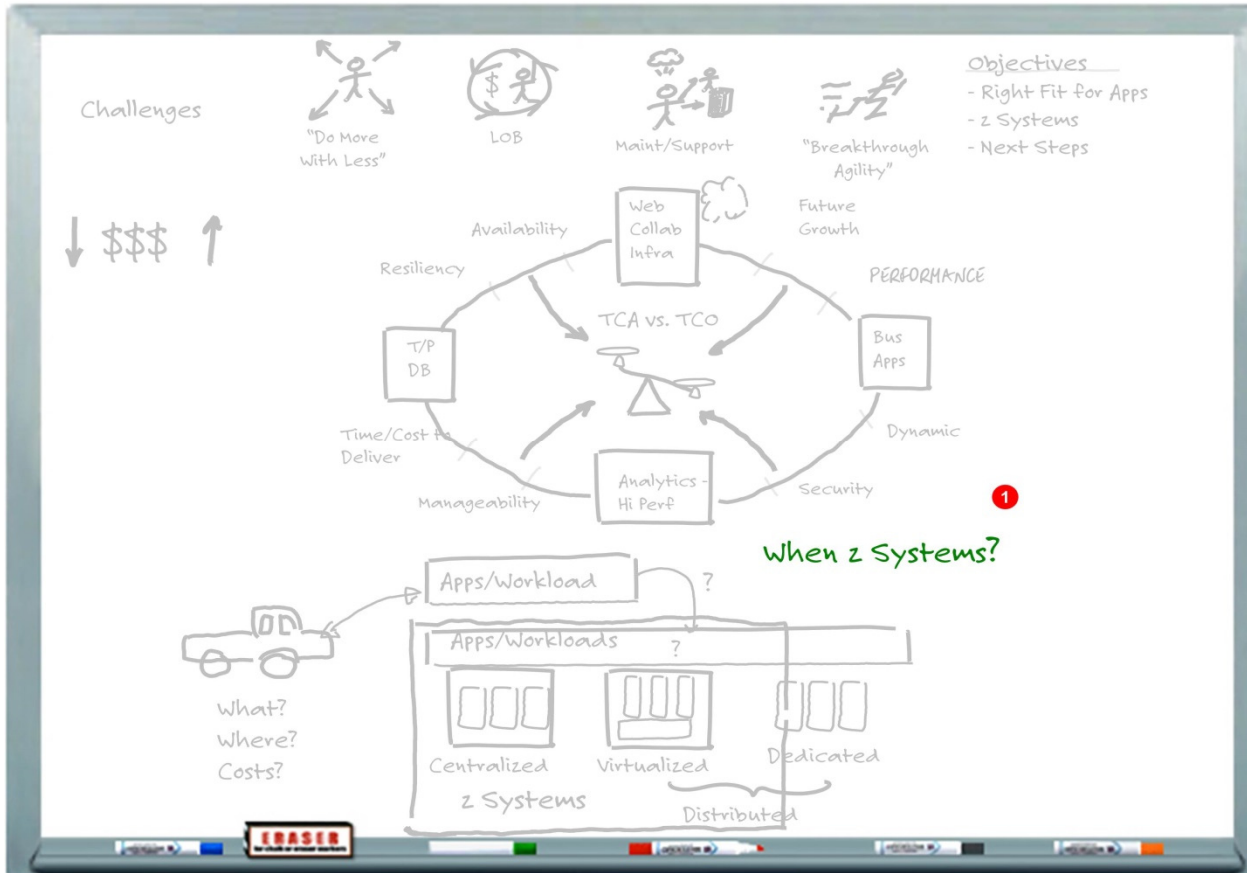 Challenges
"Do More
With Less"
$
LOB
Maint/Support
"Breakthrough
Agility"
Objectives
- Right Fit for Apps
- z Systems
- Next Steps
$$$
Availability
Web
Collab
Infra
Future
Growth
Resiliency
PERFORMANCE
TCA vs. TCO
T/P
DB
Bus
Apps
Time/Cost to
Deliver
Dynamic
Manageability
Analytics -
Hi Perf
Security
1
When z Systems?
Apps/Workload
?
Apps/Workloads
?
What?
Where?
Costs?
Centralized
Virtualized
Dedicated
z Systems
Distributed
ERASER